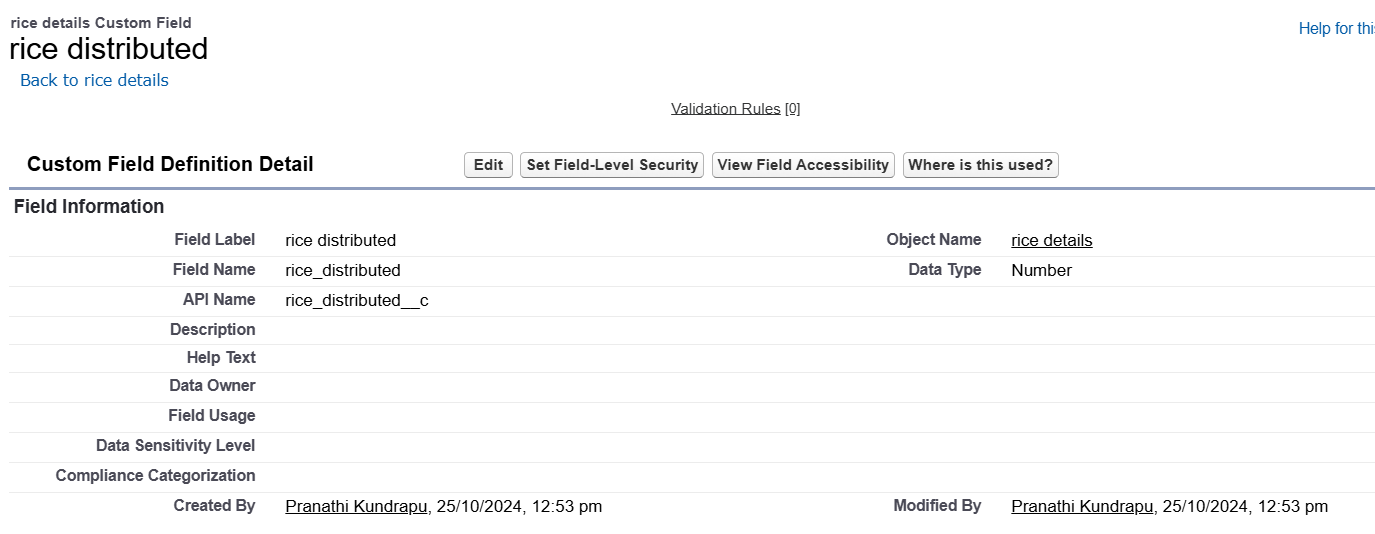 rice details Custom Field
rice distributed
Help for this
Back to rice details
Validation Rules [0]
Custom Field Definition Detail Edit Set Field-Level Security View Field Accessibility Where is this used?
Field Information
Field Label rice distributed Object Name rice details
Field Name rice_distributed Data Type Number
API Name rice_distributed__c
Description
Help Text
Data Owner
Field Usage
Data Sensitivity Level
Compliance Categorization
Created By Pranathi Kundrapu, 25/10/2024, 12:53 pm Modified By Pranathi Kundrapu, 25/10/2024, 12:53 pm